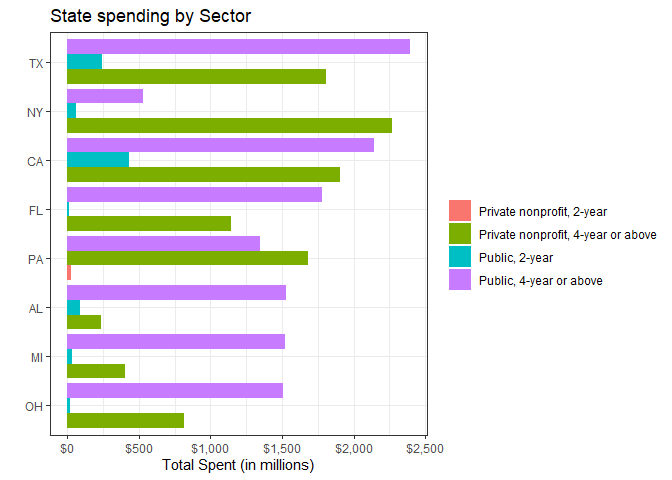 State spending by Sector
TX
NY
CA
FL
PA
AL
MI
OH
$0 $500 $1,000 $1,500 $2,000 $2,500
Total Spent (in millions)
Private nonprofit, 2-year
Private nonprofit, 4-year or above
Public, 2-year
Public, 4-year or above